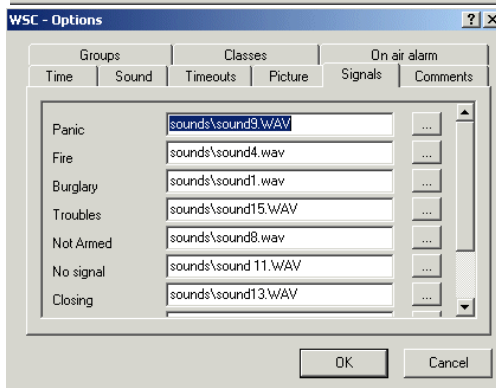 WSC - Options
Groups Classes On air alarm
Time Sound Timeouts Picture Signals Comments
Panic sounds\sound9.WAV ...
Fire sounds\sound4.wav ...
Burglary sounds\sound1.wav ...
Troubles sounds\sound15.WAV ...
Not Armed sounds\sound8.wav ...
No signal sounds\sound 11.WAV ...
Closing sounds\sound13.WAV ...
OK Cancel